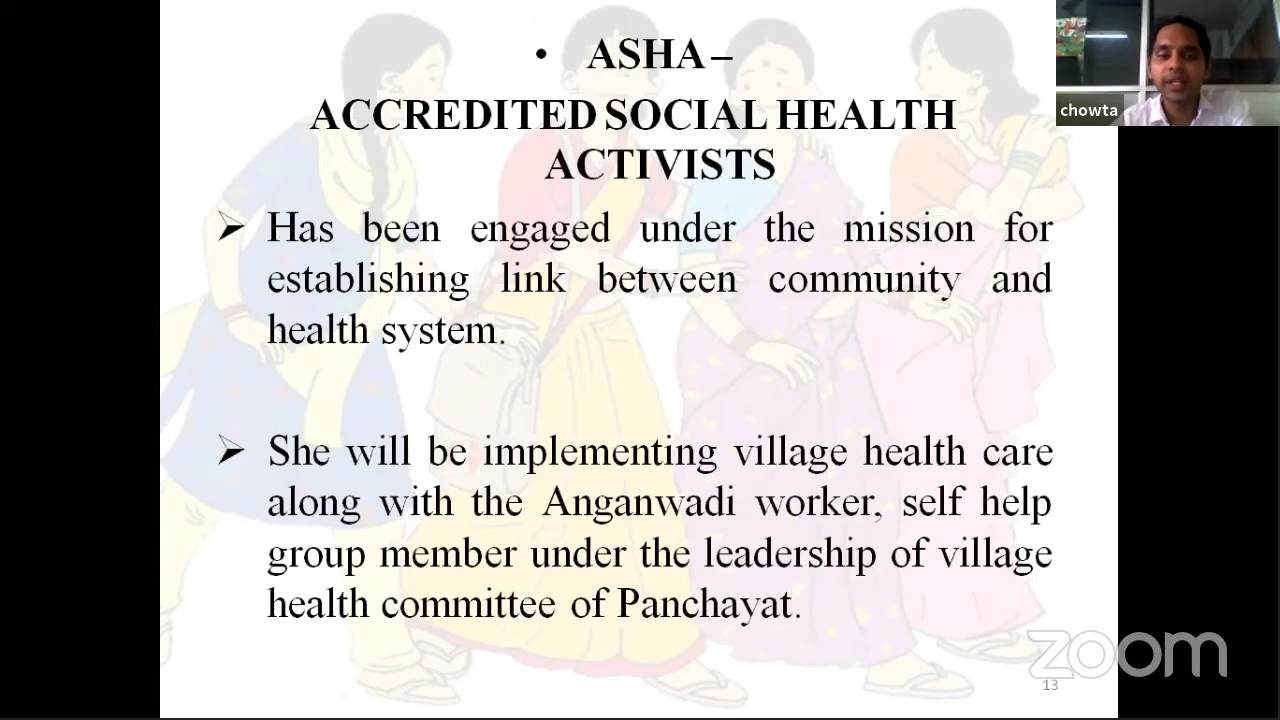 • ASHA –
ACCREDITED SOCIAL HEALTH
ACTIVISTS
➢ Has been engaged under the mission for
establishing link between community and
health system.
➢ She will be implementing village health care
along with the Anganwadi worker, self help
group member under the leadership of village
health committee of Panchayat.
13
chowta
zoom